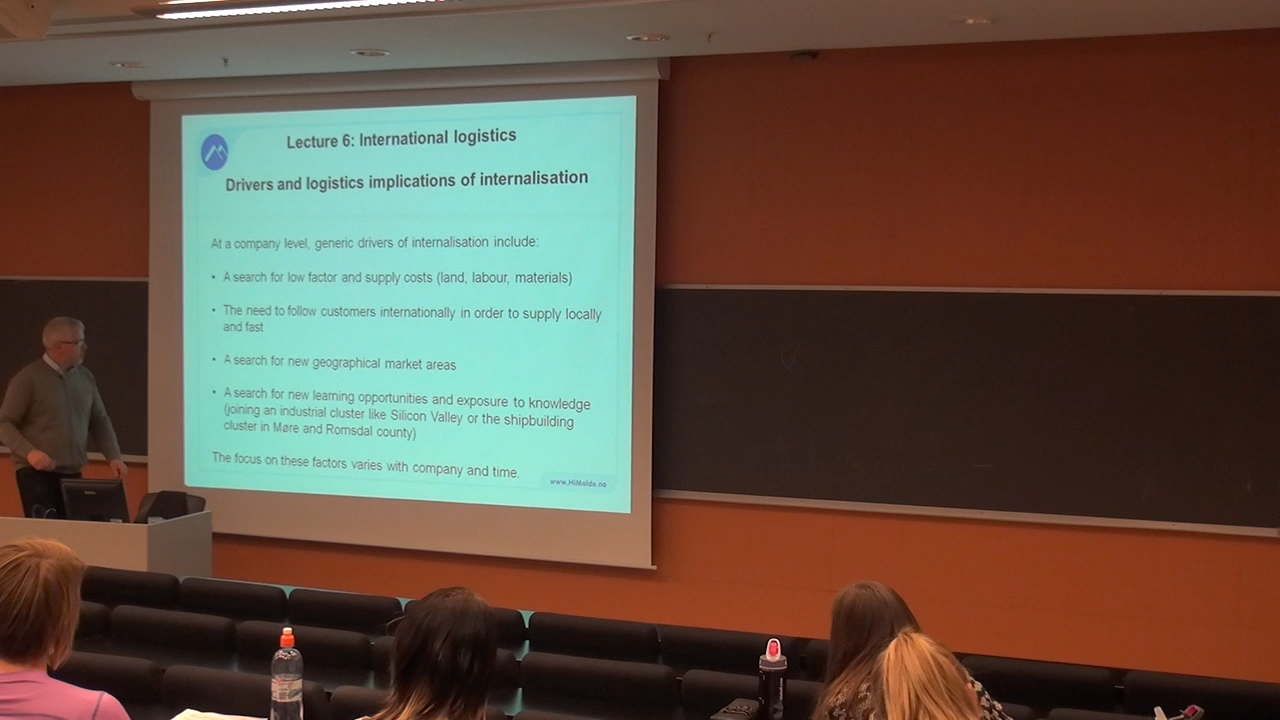 Lecture 6: International logistics
Drivers and logistics implications of internalisation
At a company level, generic drivers of internalisation include:
• A search for low factor and supply costs (land, labour, materials)
• The need to follow customers internationally in order to supply locally
and fast
• A search for new geographical market areas
• A search for new learning opportunities and exposure to knowledge
(joining an industrial cluster like Silicon Valley or the shipbuilding
cluster in Møre and Romsdal county)
The focus on these factors varies with company and time.
www.HiMolde.no